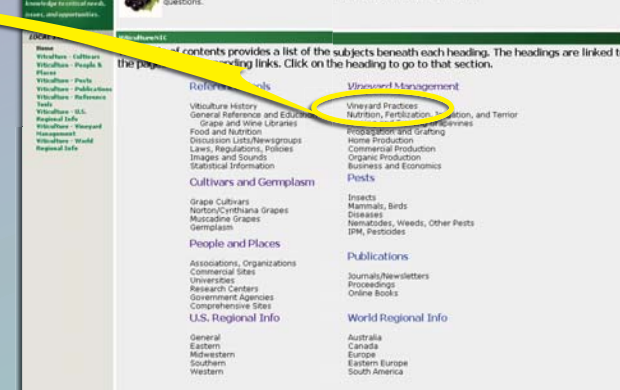 knowledge to critical needs,
issues, and opportunities.
questions.
LOCAL
Home
Viticulture - Cultivars
Viticulture - People &
Places
Viticulture - Pests
Viticulture - Publications
Viticulture - Reference
Tools
Viticulture - U.S.
Regional Info
Viticulture - Vineyard
Management
Viticulture - World
Regional Info
Viticulture NIC
of contents provides a list of the subjects beneath each heading. The headings are linked t
the pag links. Click on the heading to go to that section.
Viticulture History
General Reference and
Grape and Wine Libraries
Food and Nutrition
Discussion Lists/Newsgroups
Laws, Regulations, Policies
Images and Sounds
Statistical Information
Cultivars and Germplasm
Grape Cultivars
Norton/Cynthiana Grapes
Muscadine Grapes
Germplasm
People and Places
Associations, Organizations
Commercial Sites
Universities
Research Centers
Government Agencies
Comprehensive Sites
U.S. Regional Info
General
Eastern
Midwestern
Southern
Western
Vineyard Management
Vineyard Practices
Nutrition, Fertilization, Irrigation, and Terrior
Grapevines
Propagation and Grafting
Home Production
Commercial Production
Organic Production
Business and Economics
Pests
Insects
Mammals, Birds
Diseases
Nematodes, Weeds, Other Pests
IPM, Pesticides
Publications
Journals/Newsletters
Proceedings
Online Books
World Regional Info
Australia
Canada
Europe
Eastern Europe
South America